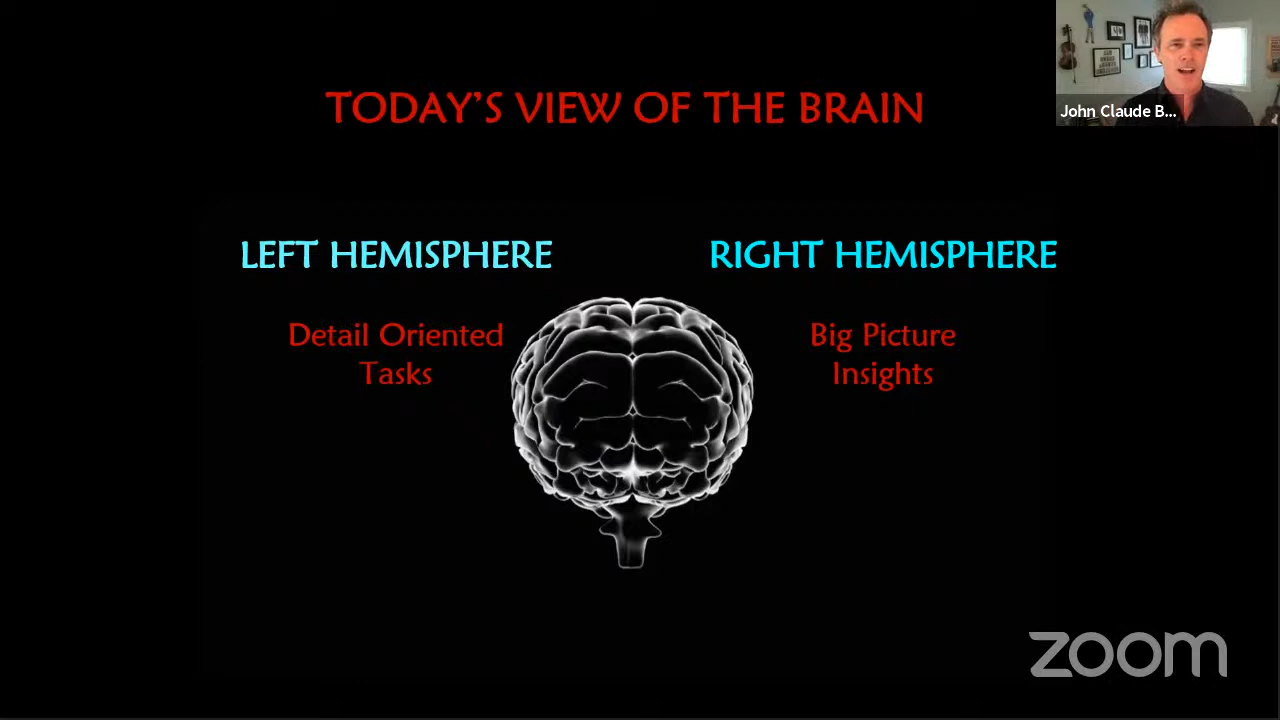 TODAY'S VIEW OF THE BRAIN
John Claude B...
LEFT HEMISPHERE
RIGHT HEMISPHERE
Detail Oriented
Tasks
Big Picture
Insights
zoom